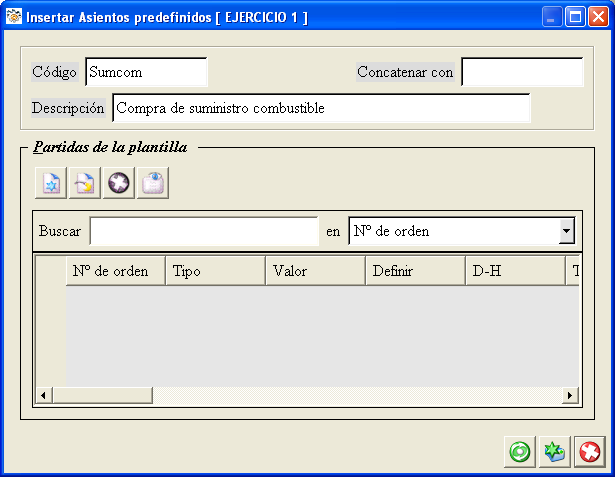 Insertar Asientos predefinidos [ EJERCICIO 1 ]
Código Sumcom Concatenar con
Descripción Compra de suministro combustible
Partidas de la plantilla
Buscar en Nº de orden
Nº de orden Tipo Valor Definir D-H T